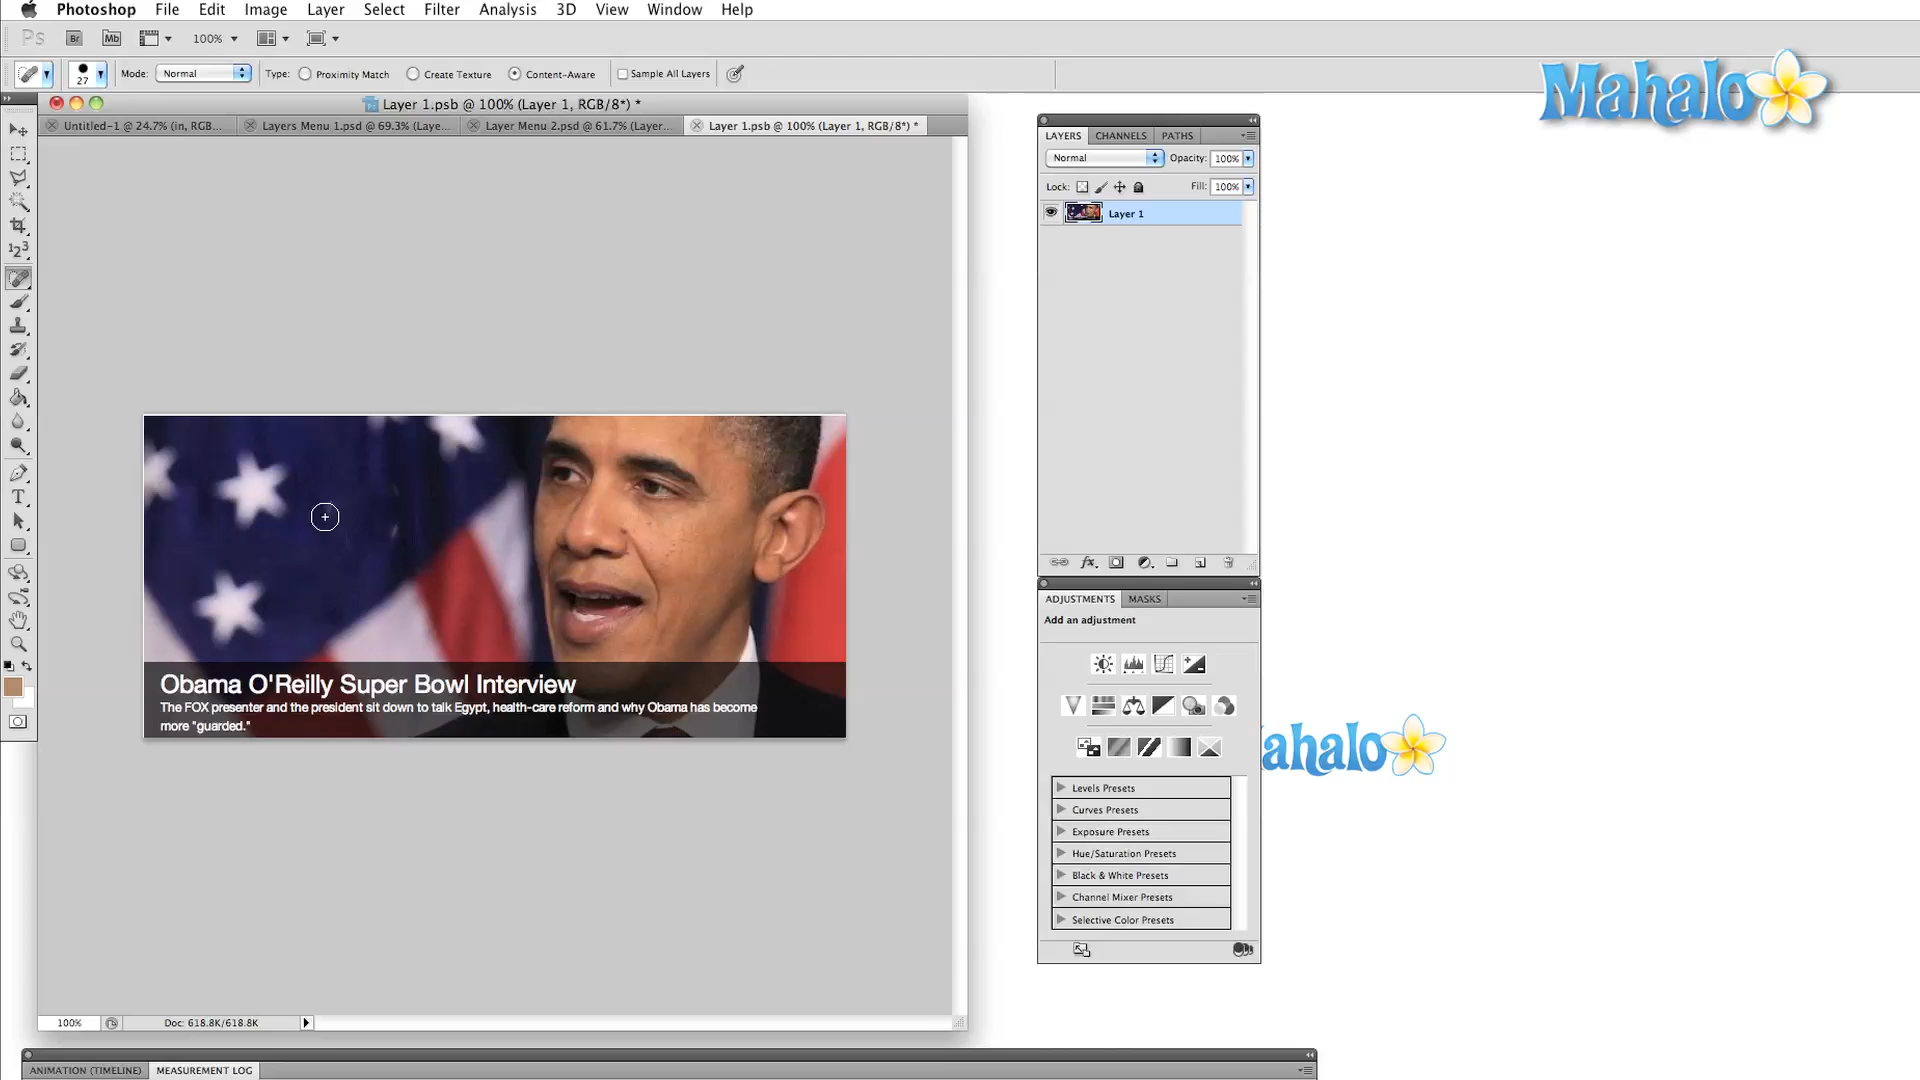 Photoshop File Edit Image Layer Select Filter Analysis 3D View Window Help
Ps Br Mb 100%
27 Mode: Normal Type: Proximity Match Create Texture Content-Aware Sample All Layers
Mahalo
Layer 1.psb @ 100% (Layer 1, RGB/8*) *
Untitled-1 @ 24.7% (in, RGB... Layers Menu 1.psd @ 69.3% (Laye... Layer Menu 2.psd @ 61.7% (Layer... Layer 1.psb @ 100% (Layer 1, RGB/8*) *
LAYERS CHANNELS PATHS
Normal Opacity: 100%
Lock: Fill: 100%
Layer 1
Obama O'Reilly Super Bowl Interview
The FOX presenter and the president sit down to talk Egypt, health-care reform and why Obama has become
more "guarded."
ADJUSTMENTS MASKS
Add an adjustment
ahalo
Levels Presets
Curves Presets
Exposure Presets
Hue/Saturation Presets
Black & White Presets
Channel Mixer Presets
Selective Color Presets
100% Doc: 618.8K/618.8K
ANIMATION (TIMELINE) MEASUREMENT LOG